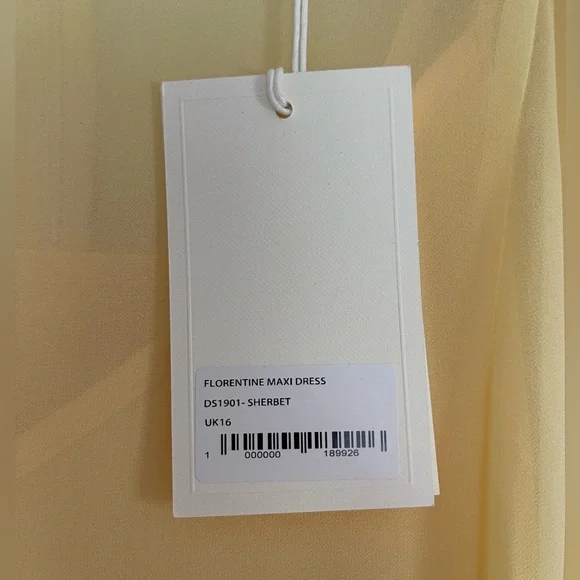 FLORENTINE MAXI DRESS
DS1901- SHERBET
UK16
1 000000 189926